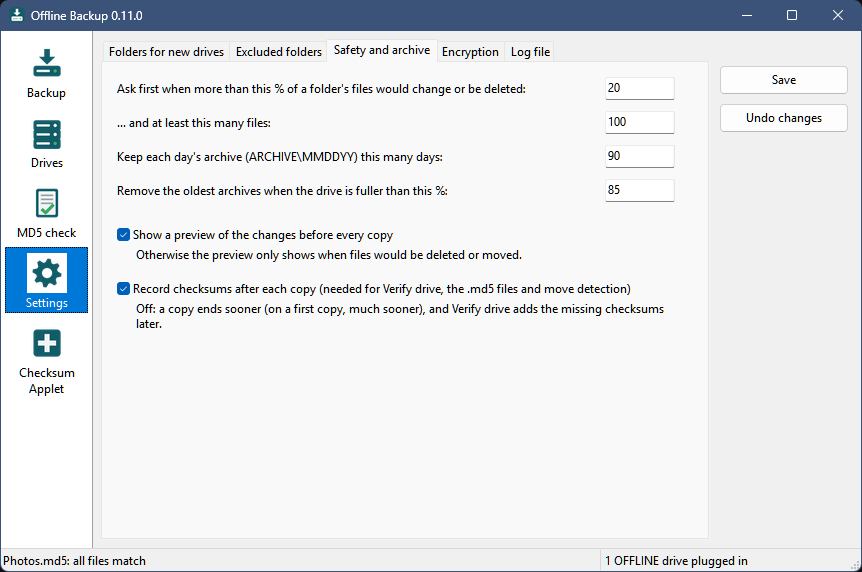 Offline Backup 0.11.0
Backup
Drives
MD5 check
Settings
Checksum
Applet
Folders for new drives
Excluded folders
Safety and archive
Encryption
Log file
Ask first when more than this % of a folder's files would change or be deleted:
20
... and at least this many files:
100
Keep each day's archive (ARCHIVE\MMDDYY) this many days:
90
Remove the oldest archives when the drive is fuller than this %:
85
Show a preview of the changes before every copy
Otherwise the preview only shows when files would be deleted or moved.
Record checksums after each copy (needed for Verify drive, the .md5 files and move detection)
Off: a copy ends sooner (on a first copy, much sooner), and Verify drive adds the missing checksums
later.
Save
Undo changes
Photos.md5: all files match
1 OFFLINE drive plugged in